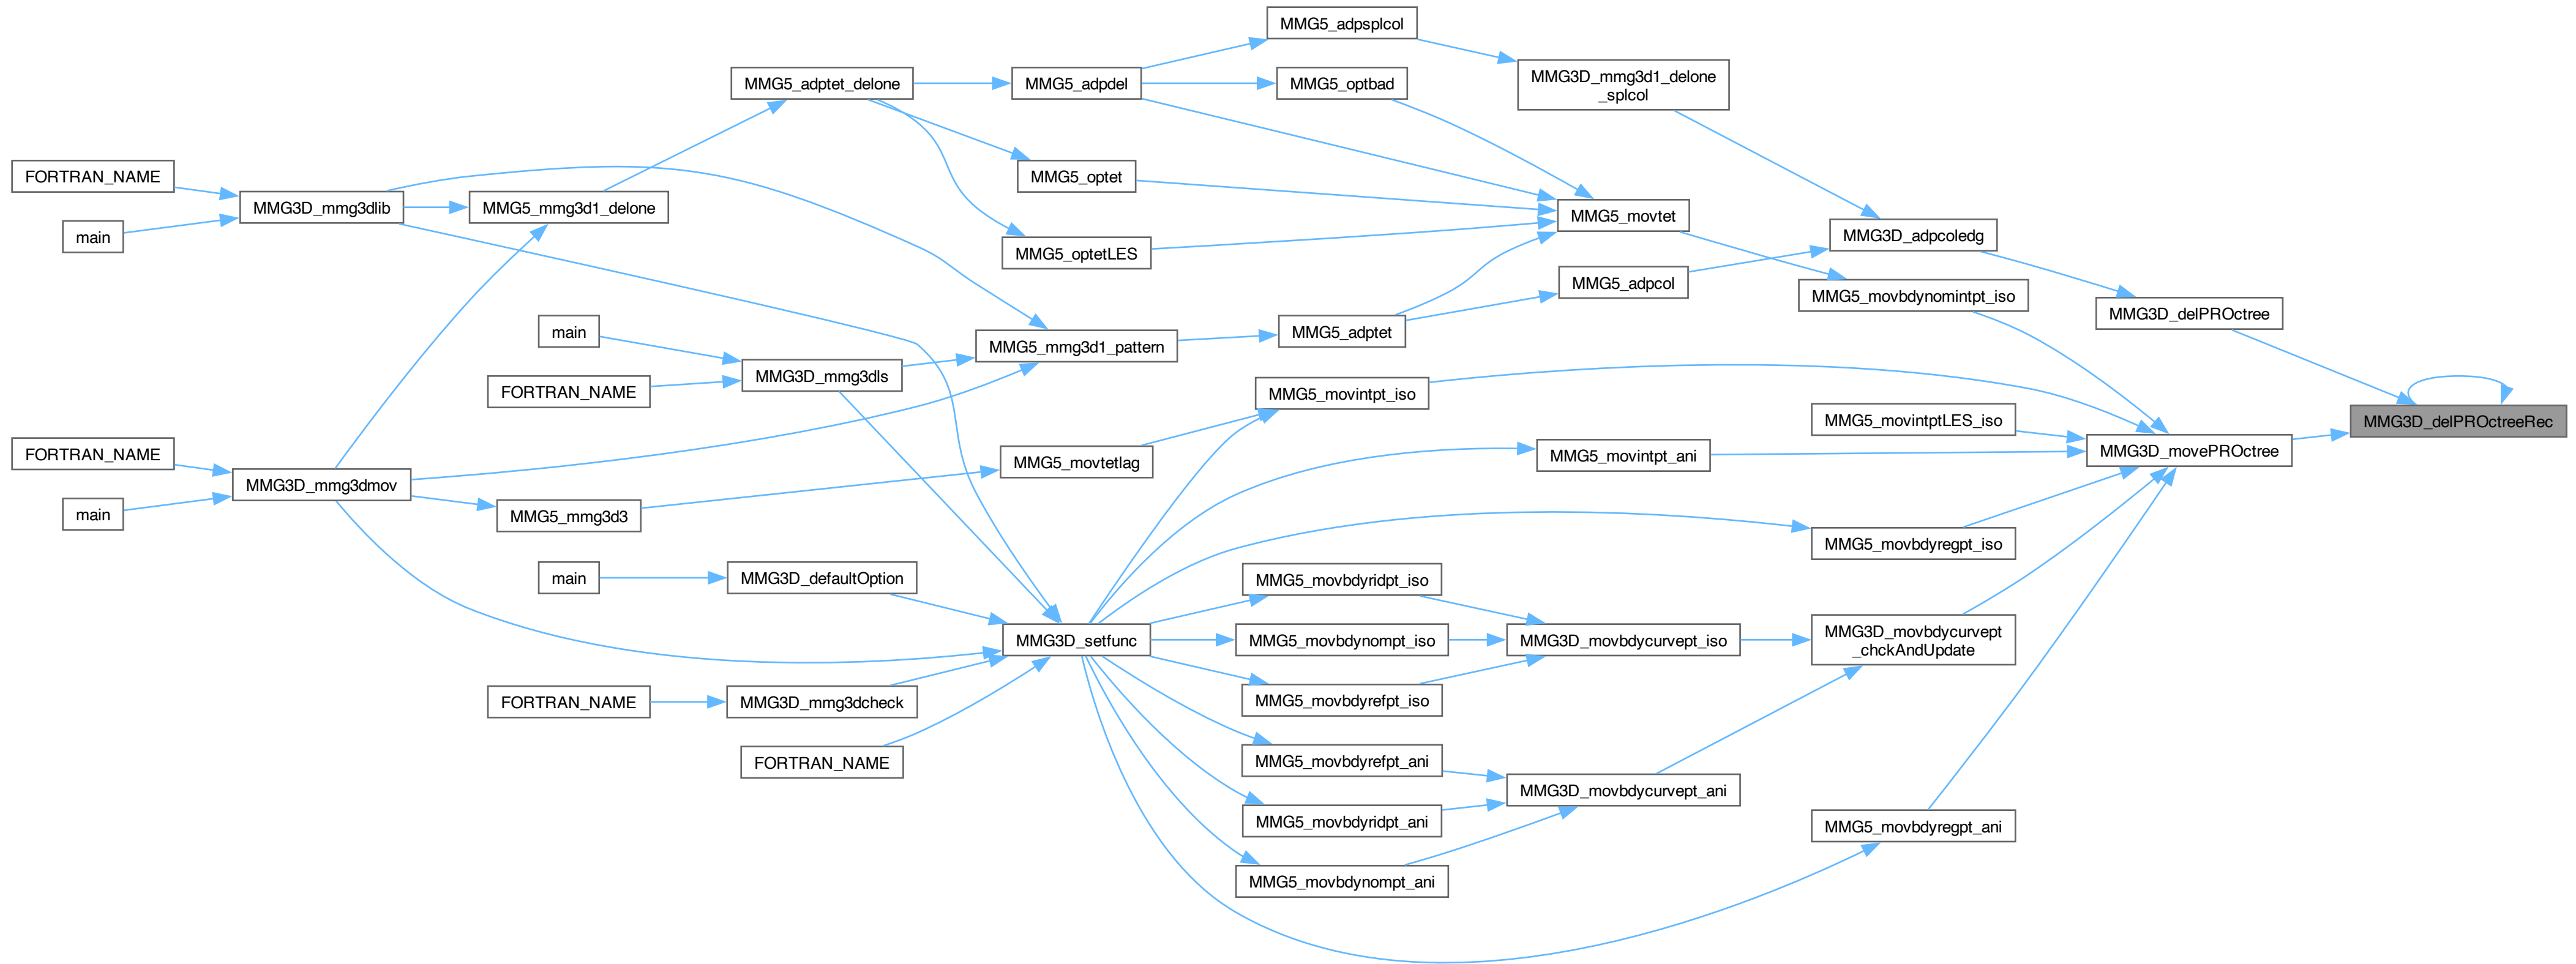 MMG5_adpsplcol
MMG3D_mmg3d1_delone
_splcol
MMG5_adptet_delone
MMG5_adpdel
MMG5_optbad
FORTRAN_NAME
MMG3D_mmg3dlib
MMG5_mmg3d1_delone
main
MMG5_optet
MMG5_optetLES
MMG5_movtet
MMG3D_adpcoledg
MMG5_adpcol
MMG5_movbdynomintpt_iso
MMG3D_delPROctree
main
MMG5_mmg3d1_pattern
MMG5_adptet
MMG3D_mmg3dls
FORTRAN_NAME
MMG5_movintpt_iso
MMG5_movintptLES_iso
MMG3D_delPROctreeRec
FORTRAN_NAME
MMG3D_mmg3dmov
main
MMG5_movtetlag
MMG5_movintpt_ani
MMG3D_movePROctree
MMG5_mmg3d3
MMG5_movbdyregpt_iso
main
MMG3D_defaultOption
MMG5_movbdyridpt_iso
MMG3D_setfunc
MMG5_movbdynompt_iso
MMG3D_movbdycurvept_iso
MMG3D_movbdycurvept
_chckAndUpdate
FORTRAN_NAME
MMG3D_mmg3dcheck
MMG5_movbdyrefpt_iso
FORTRAN_NAME
MMG5_movbdyrefpt_ani
MMG3D_movbdycurvept_ani
MMG5_movbdyridpt_ani
MMG5_movbdyregpt_ani
MMG5_movbdynompt_ani